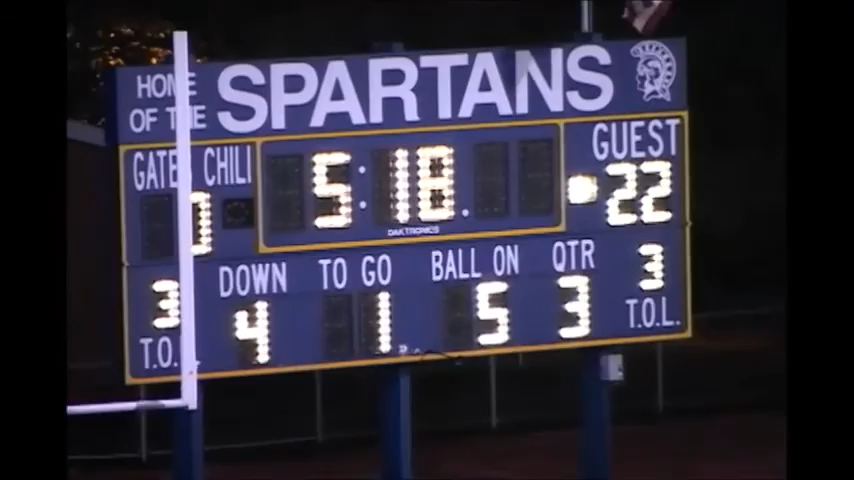 HOME
OF THE
SPARTANS
GATES CHILI
5:18
GUEST
22
DAKTRONICS
3
DOWN
4
TO GO
1
BALL ON
5
QTR
3
3
T.O.L.
T.O.L.